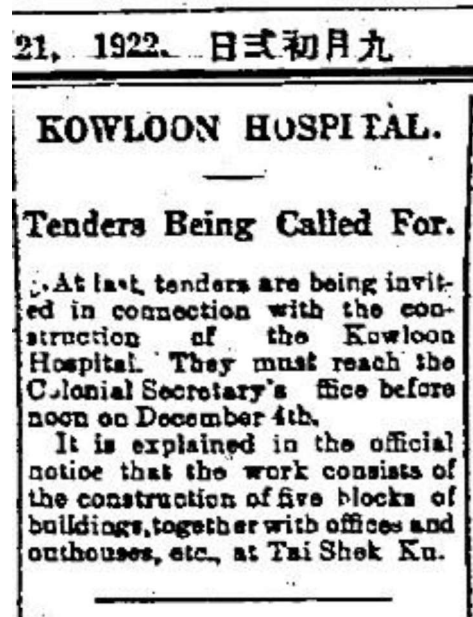 21, 1922. 日弍初月九
KOWLOON HOSPITAL.
Tenders Being Called For.
At last, tenders are being invit-
ed in connection with the con-
struction of the Kowloon
Hospital. They must reach the
Colonial Secretary's ffice before
noon on December 4th.
It is explained in the official
notice that the work consists of
the construction of five blocks of
buildings, together with offices and
outhouses, etc., at Tai Shek Ku.